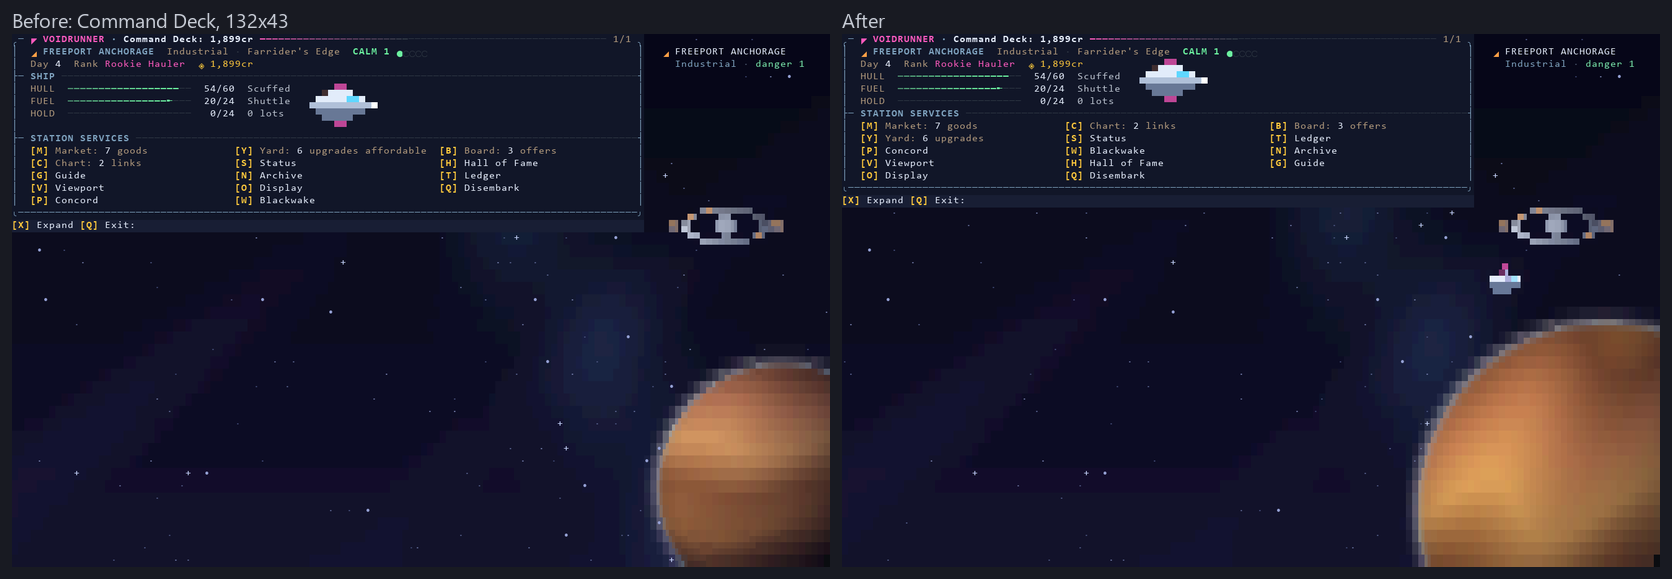 Before: Command Deck, 132x43
VOIDRUNNER · Command Deck: 1,899cr 1/1
FREEPORT ANCHORAGE Industrial · Farrider's Edge CALM 1
Day 4 Rank Rookie Hauler 1,899cr
SHIP
HULL 54/60 Scuffed
FUEL 20/24 Shuttle
HOLD 0/24 0 lots
STATION SERVICES
[M] Market: 7 goods [Y] Yard: 6 upgrades affordable [B] Board: 3 offers
[C] Chart: 2 links [S] Status [H] Hall of Fame
[G] Guide [N] Archive [T] Ledger
[V] Viewport [O] Display [Q] Disembark
[P] Concord [W] Blackwake
[X] Expand [Q] Exit:
FREEPORT ANCHORAGE
Industrial · danger 1
After
VOIDRUNNER · Command Deck: 1,899cr 1/1
FREEPORT ANCHORAGE Industrial · Farrider's Edge CALM 1
Day 4 Rank Rookie Hauler 1,899cr
HULL 54/60 Scuffed
FUEL 20/24 Shuttle
HOLD 0/24 0 lots
STATION SERVICES
[M] Market: 7 goods [C] Chart: 2 links [B] Board: 3 offers
[Y] Yard: 6 upgrades [S] Status [T] Ledger
[P] Concord [W] Blackwake [N] Archive
[V] Viewport [H] Hall of Fame [G] Guide
[O] Display [Q] Disembark
[X] Expand [Q] Exit:
FREEPORT ANCHORAGE
Industrial · danger 1